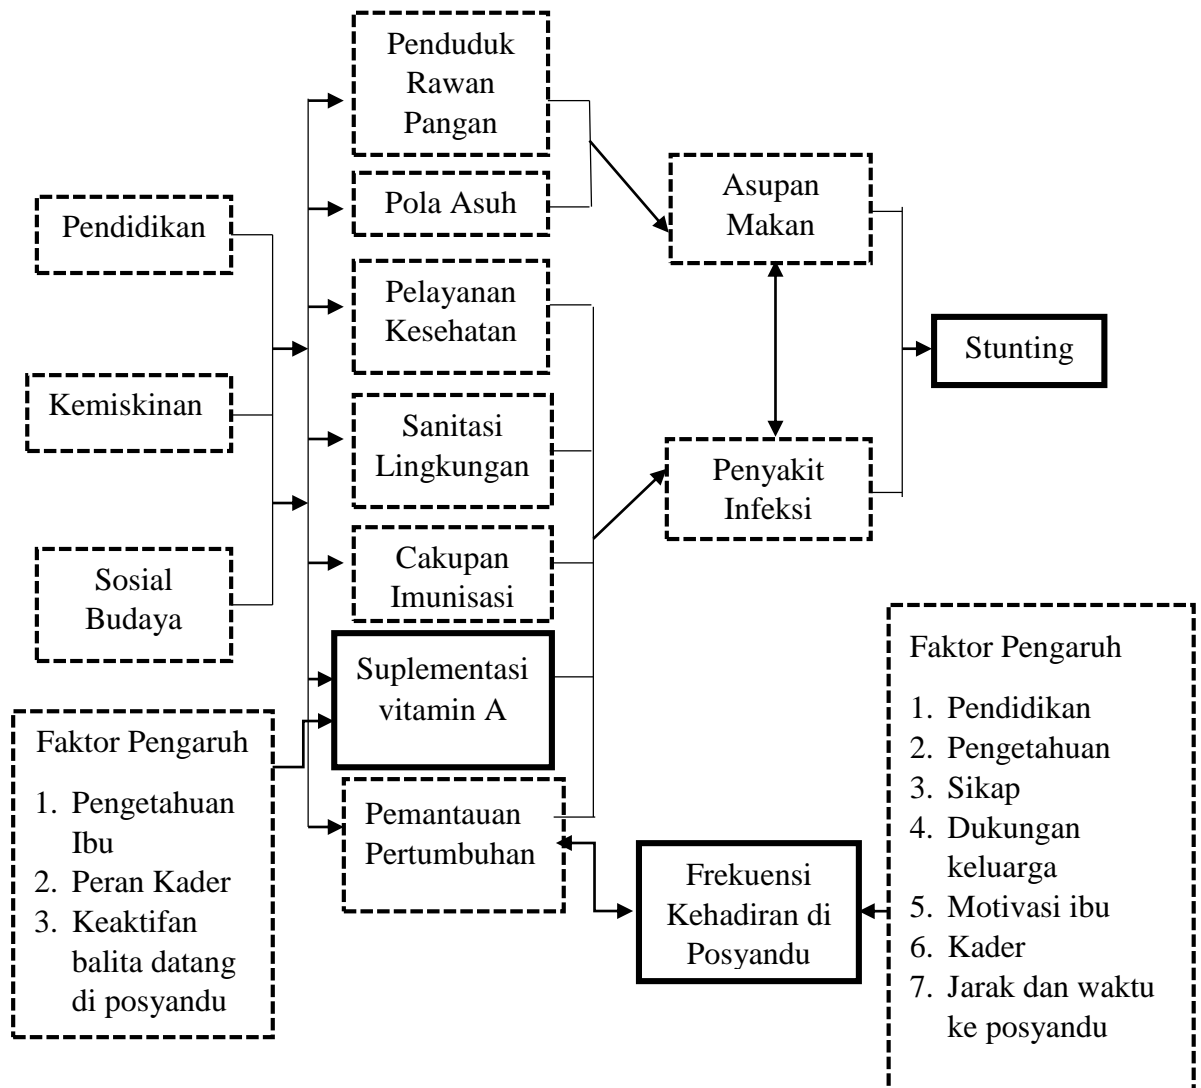 Penduduk
Rawan
Pangan
Pola Asuh
Pendidikan
Pelayanan
Kesehatan
Kemiskinan
Sanitasi
Lingkungan
Sosial
Budaya
Cakupan
Imunisasi
Suplementasi
vitamin A
Pemantauan
Pertumbuhan
Asupan
Makan
Penyakit
Infeksi
Stunting
Faktor Pengaruh
1. Pengetahuan
Ibu
2. Peran Kader
3. Keaktifan
balita datang
di posyandu
Frekuensi
Kehadiran di
Posyandu
Faktor Pengaruh
1. Pendidikan
2. Pengetahuan
3. Sikap
4. Dukungan
keluarga
5. Motivasi ibu
6. Kader
7. Jarak dan waktu
ke posyandu